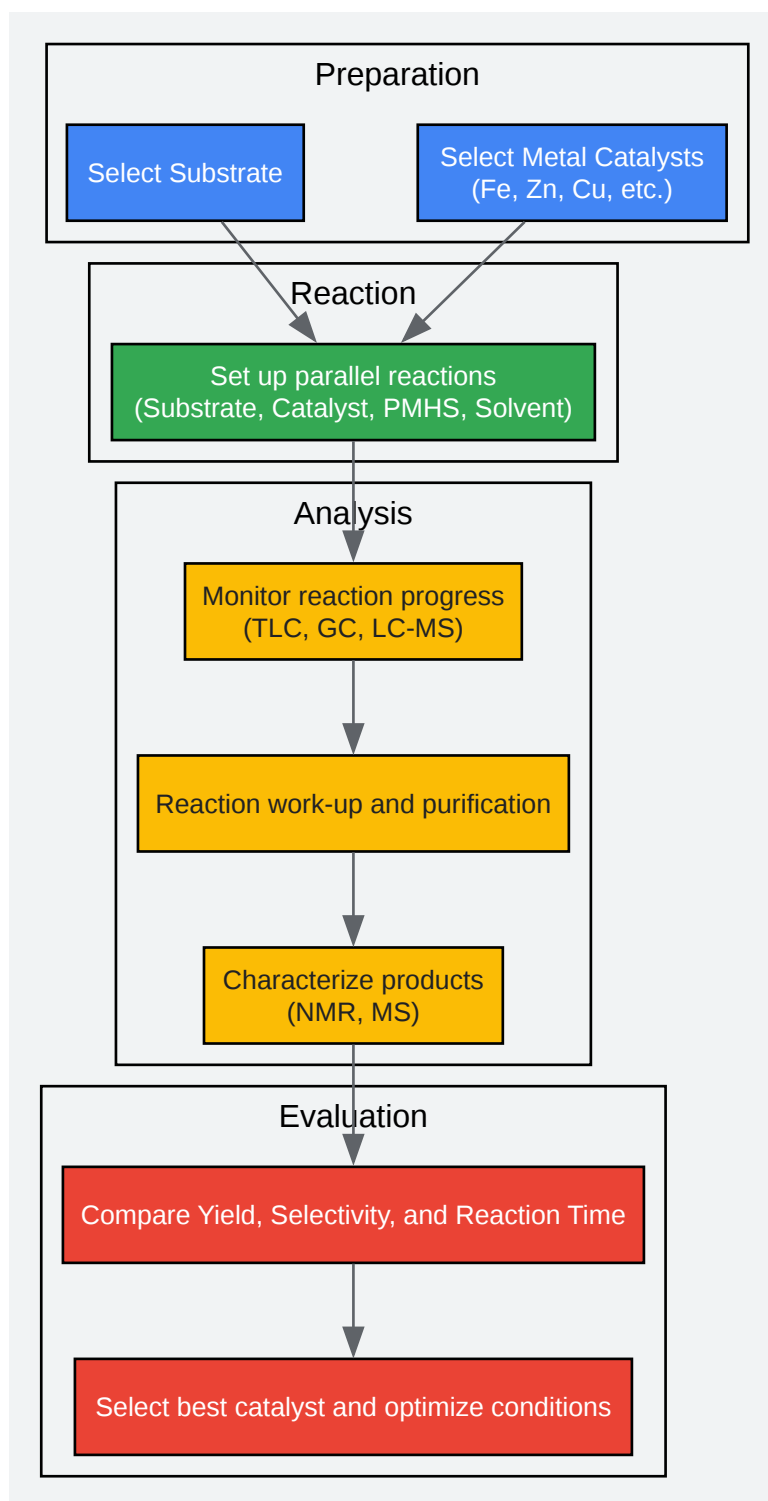 Preparation
Select Substrate
Select Metal Catalysts
(Fe, Zn, Cu, etc.)
Reaction
Set up parallel reactions
(Substrate, Catalyst, PMHS, Solvent)
Analysis
Monitor reaction progress
(TLC, GC, LC-MS)
Reaction work-up and purification
Characterize products
(NMR, MS)
Evaluation
Compare Yield, Selectivity, and Reaction Time
Select best catalyst and optimize conditions